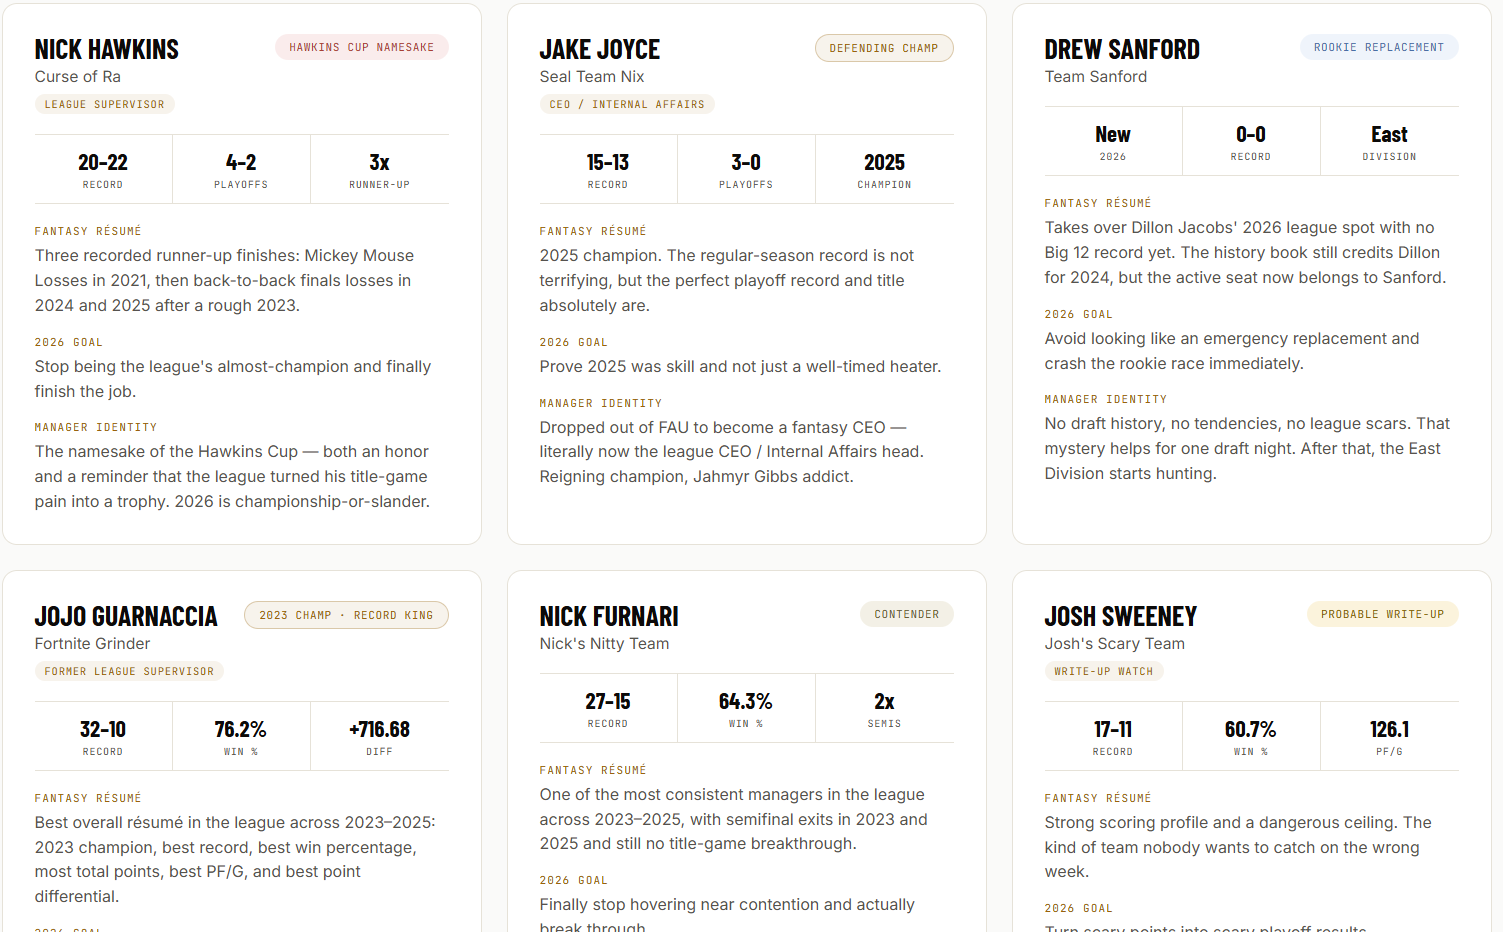 NICK HAWKINS
HAWKINS CUP NAMESAKE
Curse of Ra
LEAGUE SUPERVISOR
20–22
RECORD
4–2
PLAYOFFS
3x
RUNNER-UP
FANTASY RÉSUMÉ
Three recorded runner-up finishes: Mickey Mouse
Losses in 2021, then back-to-back finals losses in
2024 and 2025 after a rough 2023.
2026 GOAL
Stop being the league's almost-champion and finally
finish the job.
MANAGER IDENTITY
The namesake of the Hawkins Cup — both an honor
and a reminder that the league turned his title-game
pain into a trophy. 2026 is championship-or-slander.
JAKE JOYCE
DEFENDING CHAMP
Seal Team Nix
CEO / INTERNAL AFFAIRS
15–13
RECORD
3–0
PLAYOFFS
2025
CHAMPION
FANTASY RÉSUMÉ
2025 champion. The regular-season record is not
terrifying, but the perfect playoff record and title
absolutely are.
2026 GOAL
Prove 2025 was skill and not just a well-timed heater.
MANAGER IDENTITY
Dropped out of FAU to become a fantasy CEO —
literally now the league CEO / Internal Affairs head.
Reigning champion, Jahmyr Gibbs addict.
DREW SANFORD
ROOKIE REPLACEMENT
Team Sanford
New
2026
0–0
RECORD
East
DIVISION
FANTASY RÉSUMÉ
Takes over Dillon Jacobs' 2026 league spot with no
Big 12 record yet. The history book still credits Dillon
for 2024, but the active seat now belongs to Sanford.
2026 GOAL
Avoid looking like an emergency replacement and
crash the rookie race immediately.
MANAGER IDENTITY
No draft history, no tendencies, no league scars. That
mystery helps for one draft night. After that, the East
Division starts hunting.
JOJO GUARNACCIA
2023 CHAMP · RECORD KING
Fortnite Grinder
FORMER LEAGUE SUPERVISOR
32–10
RECORD
76.2%
WIN %
+716.68
DIFF
FANTASY RÉSUMÉ
Best overall résumé in the league across 2023–2025:
2023 champion, best record, best win percentage,
most total points, best PF/G, and best point
differential.
2026 GOAL
NICK FURNARI
CONTENDER
Nick's Nitty Team
27–15
RECORD
64.3%
WIN %
2x
SEMIS
FANTASY RÉSUMÉ
One of the most consistent managers in the league
across 2023–2025, with semifinal exits in 2023 and
2025 and still no title-game breakthrough.
2026 GOAL
Finally stop hovering near contention and actually
break through.
JOSH SWEENEY
PROBABLE WRITE-UP
Josh's Scary Team
WRITE-UP WATCH
17–11
RECORD
60.7%
WIN %
126.1
PF/G
FANTASY RÉSUMÉ
Strong scoring profile and a dangerous ceiling. The
kind of team nobody wants to catch on the wrong
week.
2026 GOAL
Turn scary points into scary playoff results.